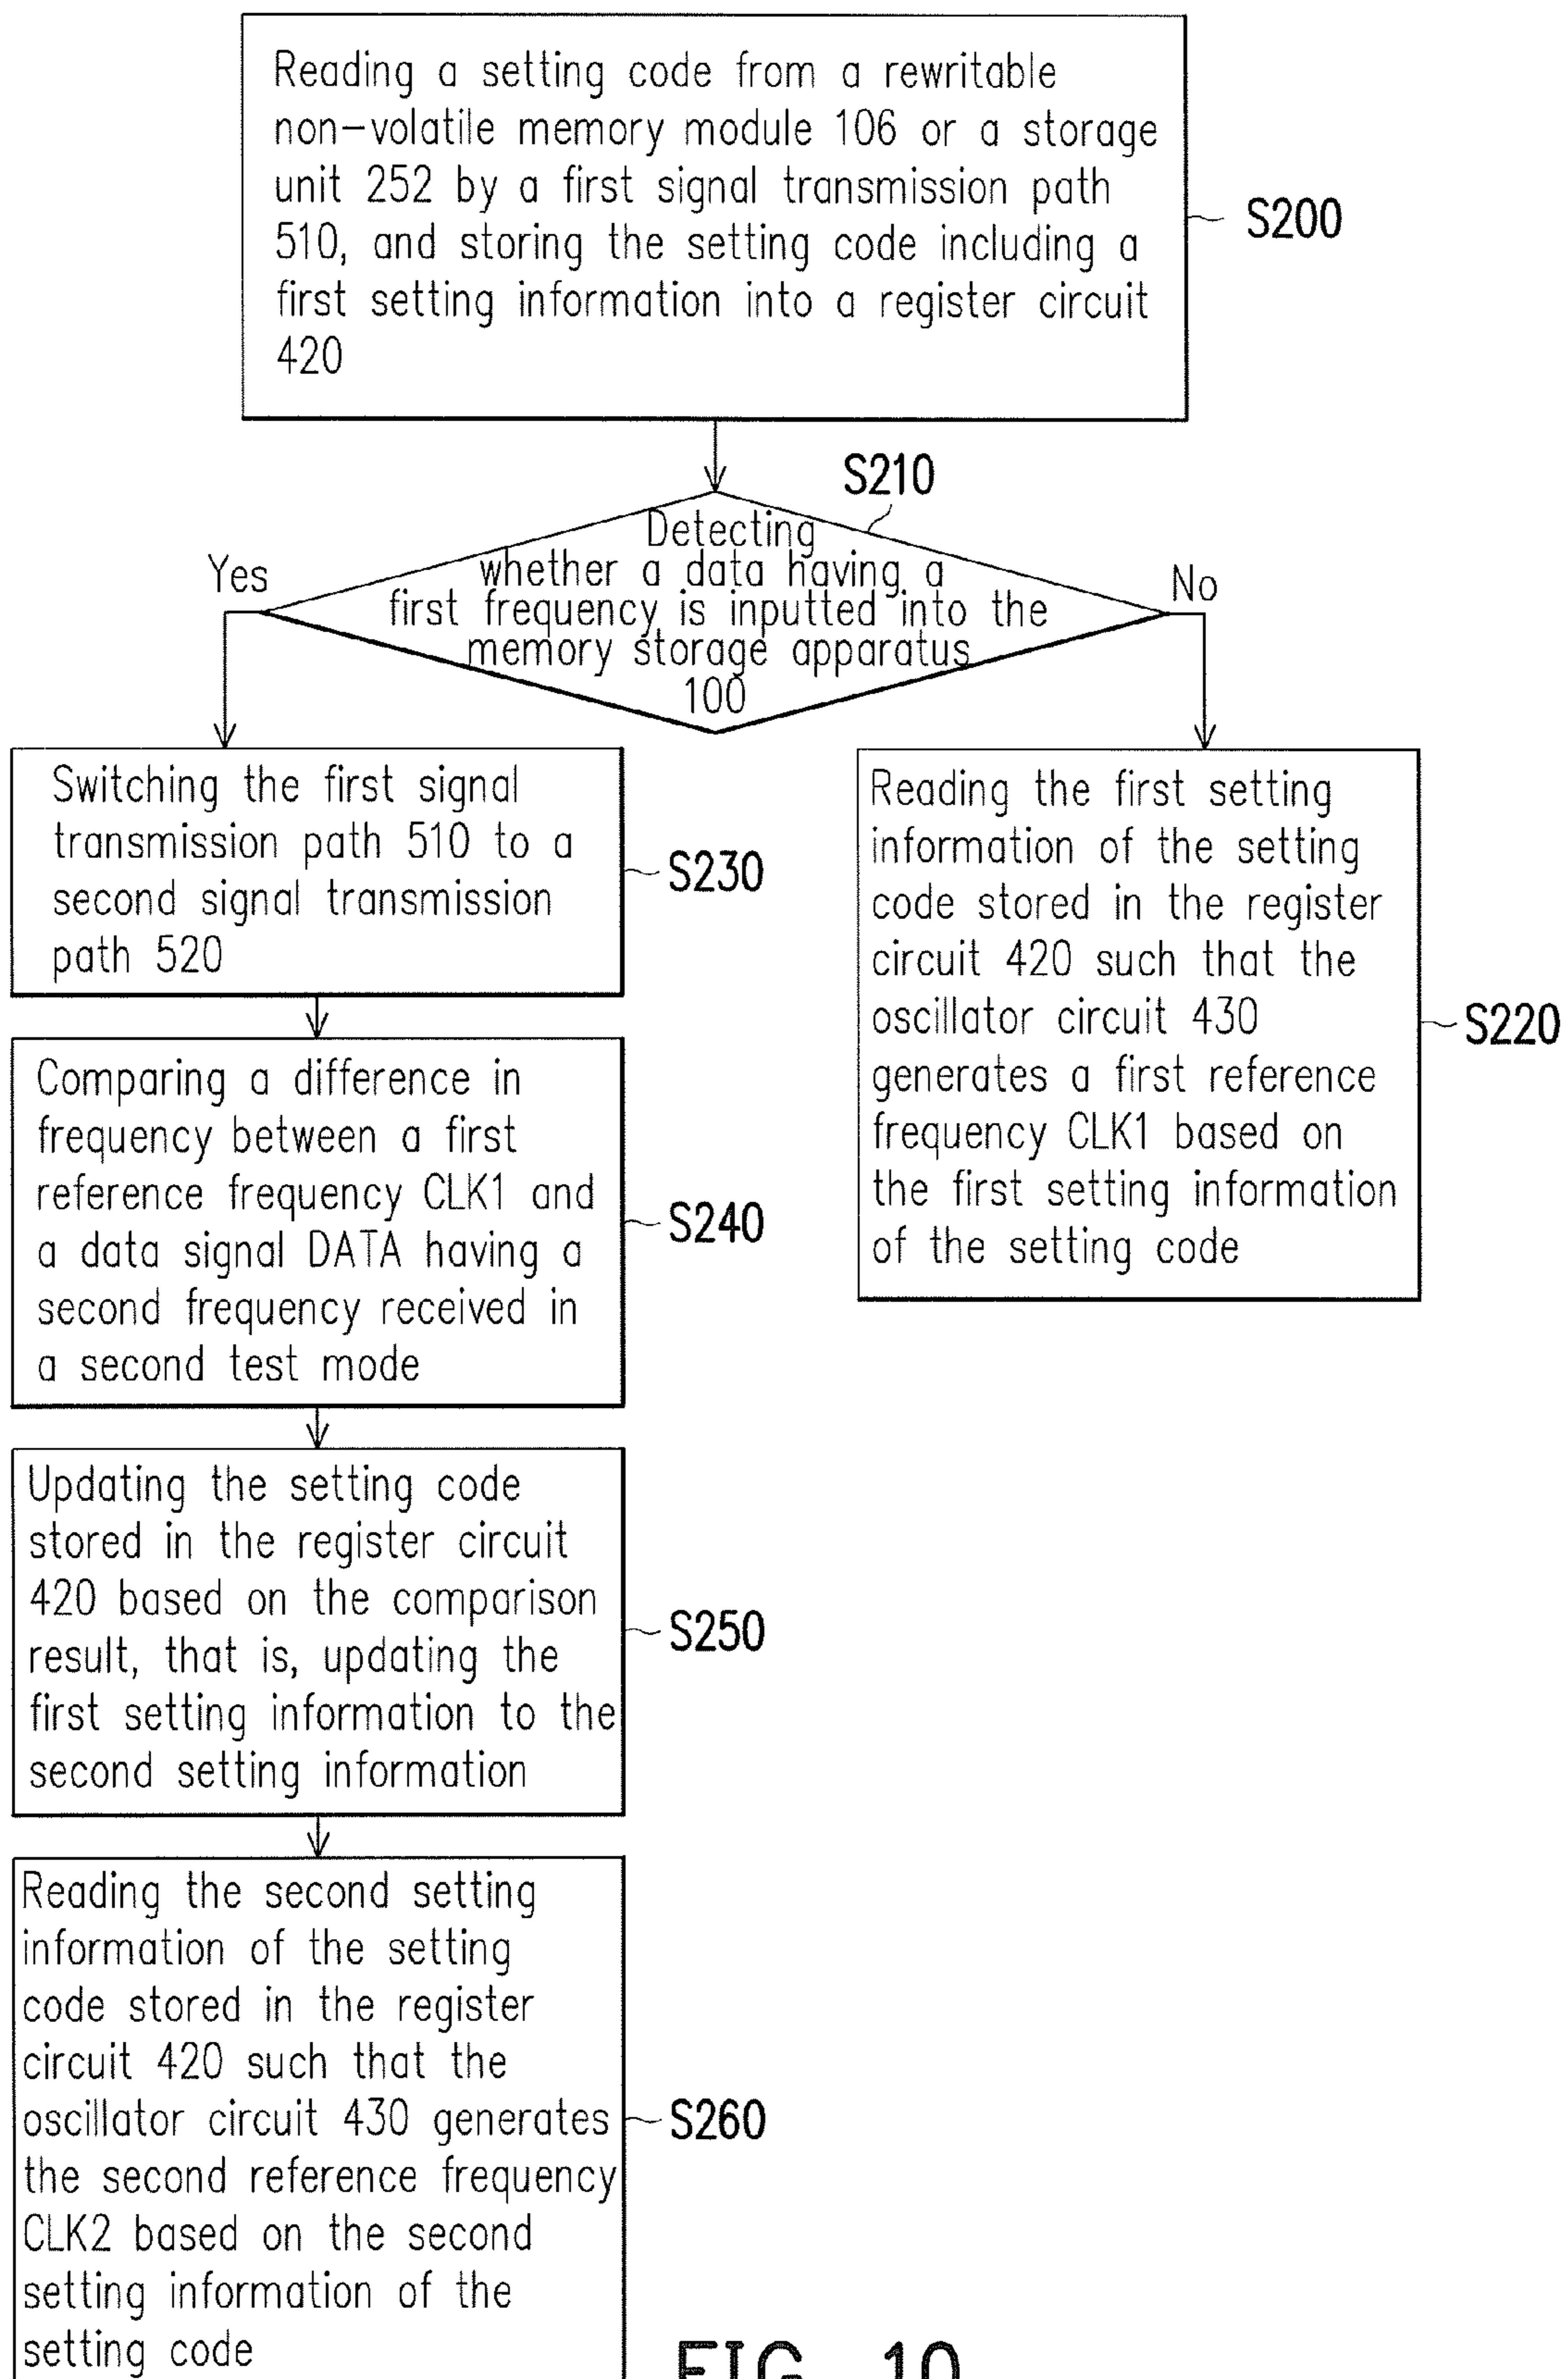 Reading a setting code from a rewritable
non-volatile memory module 106 or a storage
unit 252 by a first signal transmission path
510, and storing the setting code including a
first setting information into a register circuit
420
S200
S210
Detecting
whether a data having a
first frequency is inputted into the
memory storage apparatus
100
Yes
No
Switching the first signal
transmission path 510 to a
second signal transmission
path 520
S230
Reading the first setting
information of the setting
code stored in the register
circuit 420 such that the
oscillator circuit 430
generates a first reference
frequency CLK1 based on
the first setting information
of the setting code
S220
Comparing a difference in
frequency between a first
reference frequency CLK1 and
a data signal DATA having a
second frequency received in
a second test mode
S240
Updating the setting code
stored in the register circuit
420 based on the comparison
result, that is, updating the
first setting information to the
second setting information
S250
Reading the second setting
information of the setting
code stored in the register
circuit 420 such that the
oscillator circuit 430 generates
the second reference frequency
CLK2 based on the second
setting information of the
setting code
S260
FIG. 10